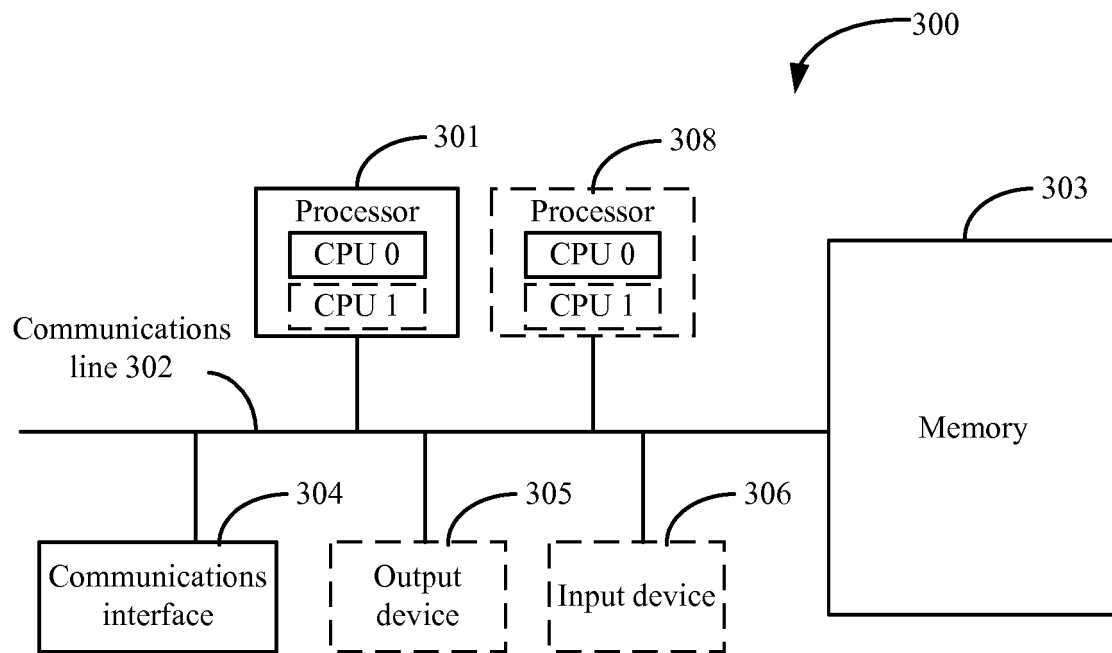 300
301
308
303
Processor
CPU 0
CPU 1
Processor
CPU 0
CPU 1
Communications
line 302
Memory
304
305
306
Communications
interface
Output
device
Input device